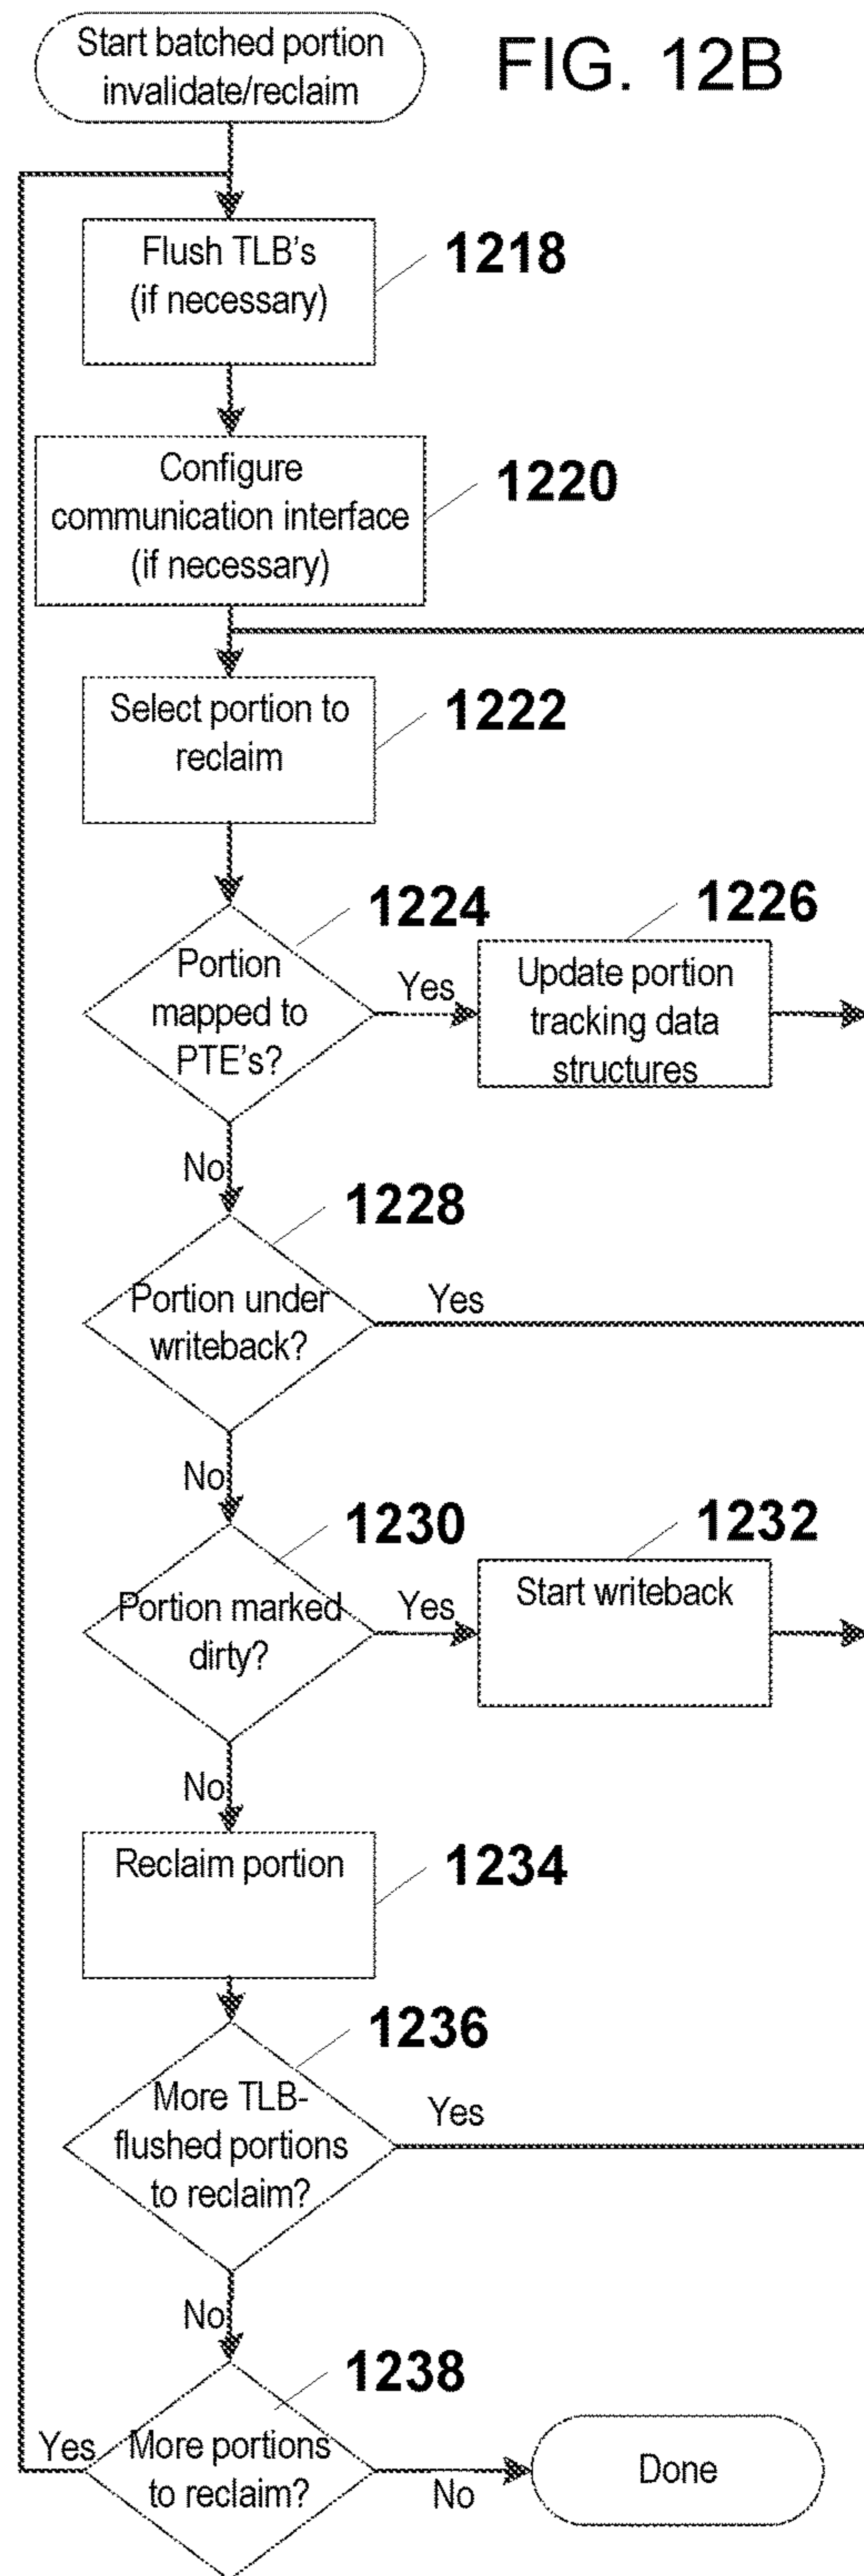 Start batched portion
invalidate/reclaim
FIG. 12B
Flush TLB's
(if necessary)
1218
Configure
communication interface
(if necessary)
1220
Select portion to
reclaim
1222
1224
Portion
mapped to
PTE's?
Yes
1226
Update portion
tracking data
structures
No
1228
Portion under
writeback?
Yes
No
1230
Portion marked
dirty?
Yes
1232
Start writeback
No
Reclaim portion
1234
1236
More TLB-
flushed portions
to reclaim?
Yes
No
1238
Yes
More portions
to reclaim?
No
Done